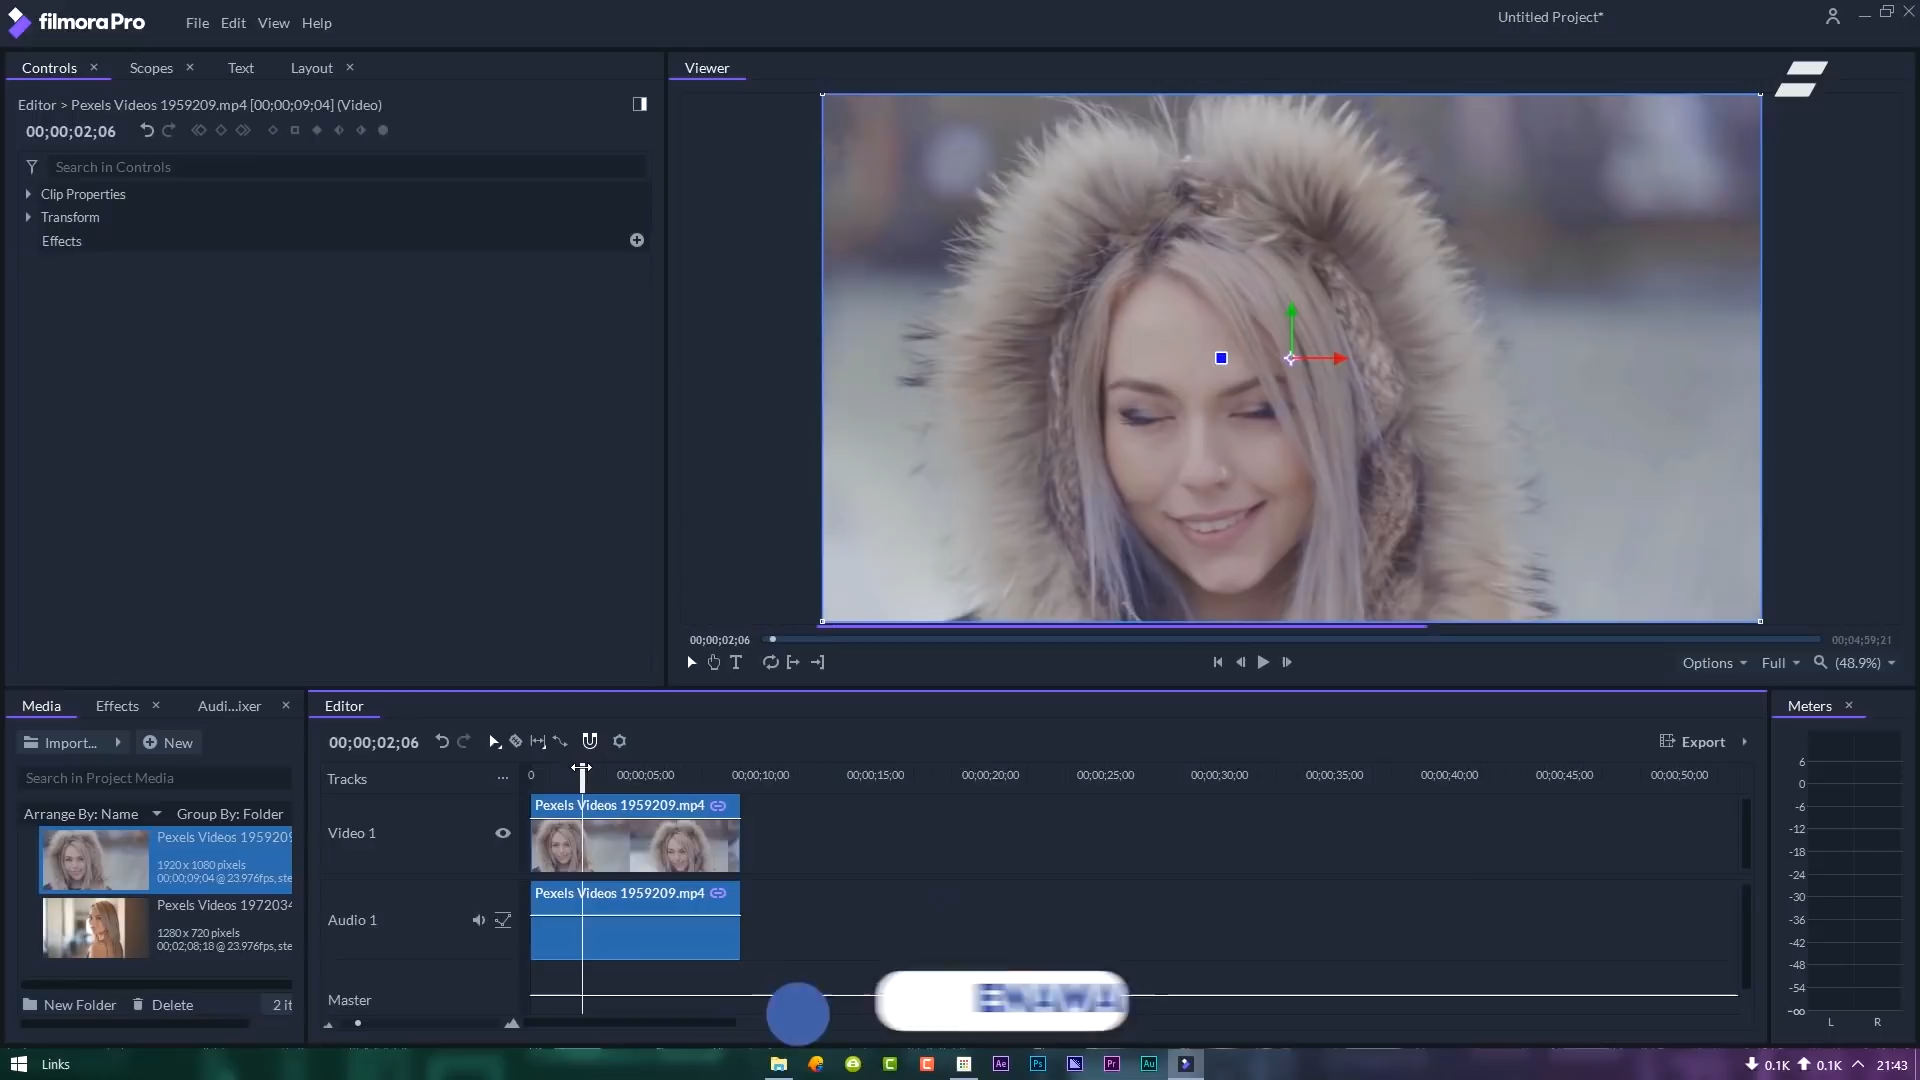 filmoraPro
File Edit View Help
Untitled Project*
Controls × Scopes × Text Layout ×
Viewer
Editor > Pexels Videos 1959209.mp4 [00;00;09;04] (Video)
00;00;02;06
Search in Controls
Clip Properties
Transform
Effects
00;00;02;06
00;04;59;21
Options Full (48.9%)
Media Effects × Audi...ixer ×
Import... New
Search in Project Media
Arrange By: Name Group By: Folder
Pexels Videos 1959209
1920 x 1080 pixels
00;00;09;04 @ 23.976fps, ste
Pexels Videos 1972034
1280 x 720 pixels
00;02;08;18 @ 23.976fps, ste
New Folder Delete 2 it
Editor
00;00;02;06
Export
Tracks ...
0 00;00;05;00 00;00;10;00 00;00;15;00 00;00;20;00 00;00;25;00 00;00;30;00 00;00;35;00 00;00;40;00 00;00;45;00 00;00;50;00
Pexels Videos 1959209.mp4
Video 1
Pexels Videos 1959209.mp4
Audio 1
Master
Meters ×
6
0
-6
-12
-18
-24
-30
-36
-42
-48
-54
-∞
L R
Links
Ae Ps Pr Au
0.1K 0.1K 21:43